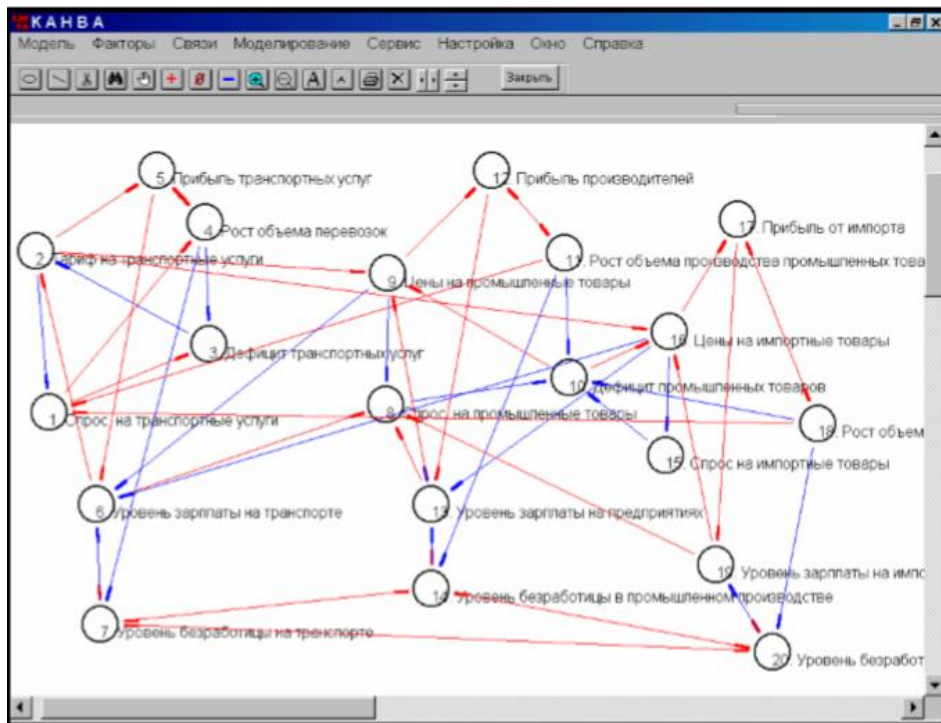 КАНВА
Модель Факторы Связи Моделирование Сервис Настройка Окно Справка
A A Закрыть
5. Прибыль транспортных услуг
12. Прибыль производителей
4. Рост объема перевозок
17. Прибыль от импорта
2. Тариф на транспортные услуги
11. Рост объема производства промышленных това
9. Цены на промышленные товары
16. Цены на импортные товары
3. Дефицит транспортных услуг
10. Дефицит промышленных товаров
1. Спрос на транспортные услуги
8. Спрос на промышленные товары
18. Рост объем
15. Спрос на импортные товары
6. Уровень зарплаты на транспорте
13. Уровень зарплаты на предприятиях
19. Уровень зарплаты на импо
14. Уровень безработицы в промышленном производстве
7. Уровень безработицы на транспорте
20. Уровень безработ